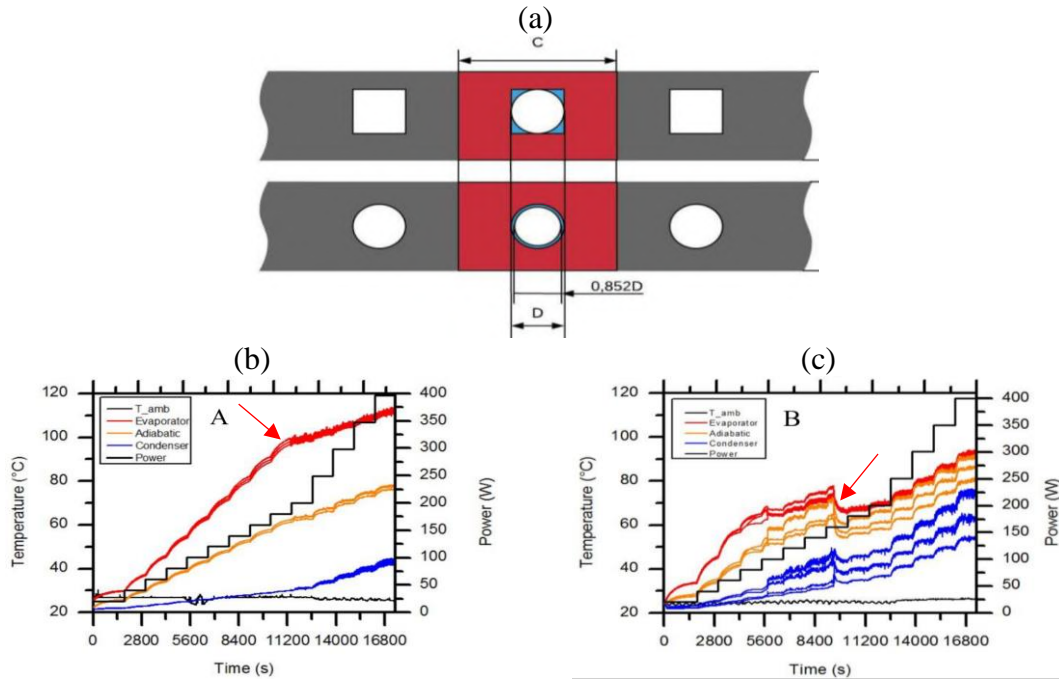 (a)
C
0,852D
D
(b)
(c)
120
100
80
60
40
20
Temperature (°C)
A
T_amb
Evaporator
Adiabatic
Condenser
Power
400
350
300
250
200
150
100
50
0
Power (W)
0 2800 5600 8400 11200 14000 16800
Time (s)
120
100
80
60
40
20
Temperature (°C)
B
T_amb
Evaporator
Adiabatic
Condenser
Power
400
350
300
250
200
150
100
50
0
Power (W)
0 2800 5600 8400 11200 14000 16800
Time (s)